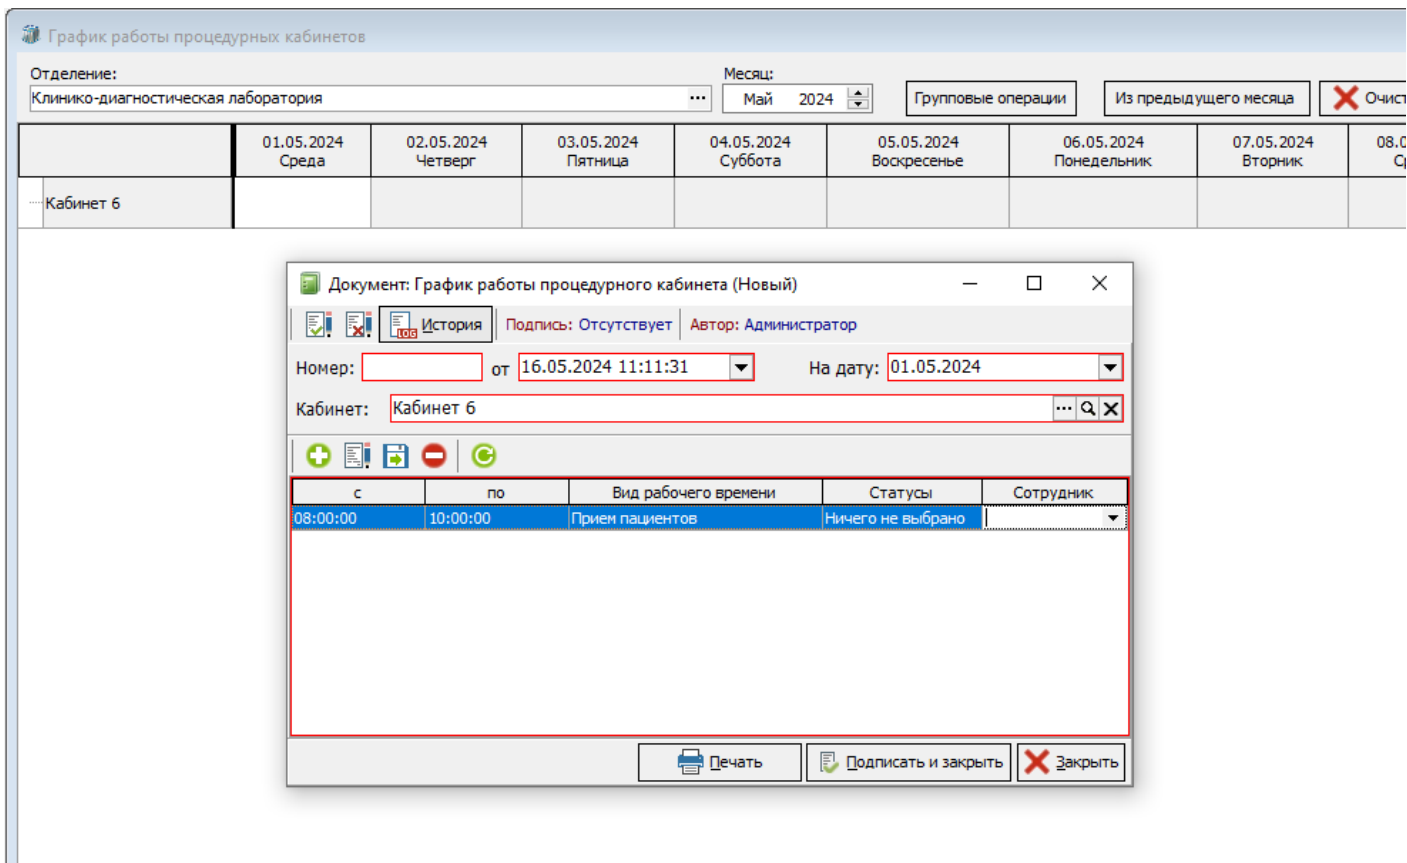 График работы процедурных кабинетов
Отделение:
Месяц:
Клинико-диагностическая лаборатория
...
Май 2024
Групповые операции
Из предыдущего месяца
01.05.2024 Среда
02.05.2024 Четверг
03.05.2024 Пятница
04.05.2024 Суббота
05.05.2024 Воскресенье
06.05.2024 Понедельник
07.05.2024 Вторник
Кабинет 6
Документ: График работы процедурного кабинета (Новый)
LOG История Подпись: Отсутствует Автор: Администратор
Номер: от 16.05.2024 11:11:31 На дату: 01.05.2024
Кабинет: Кабинет 6 ...
с по Вид рабочего времени Статусы Сотрудник
08:00:00 10:00:00 Прием пациентов Ничего не выбрано
Печать Подписать и закрыть Закрыть